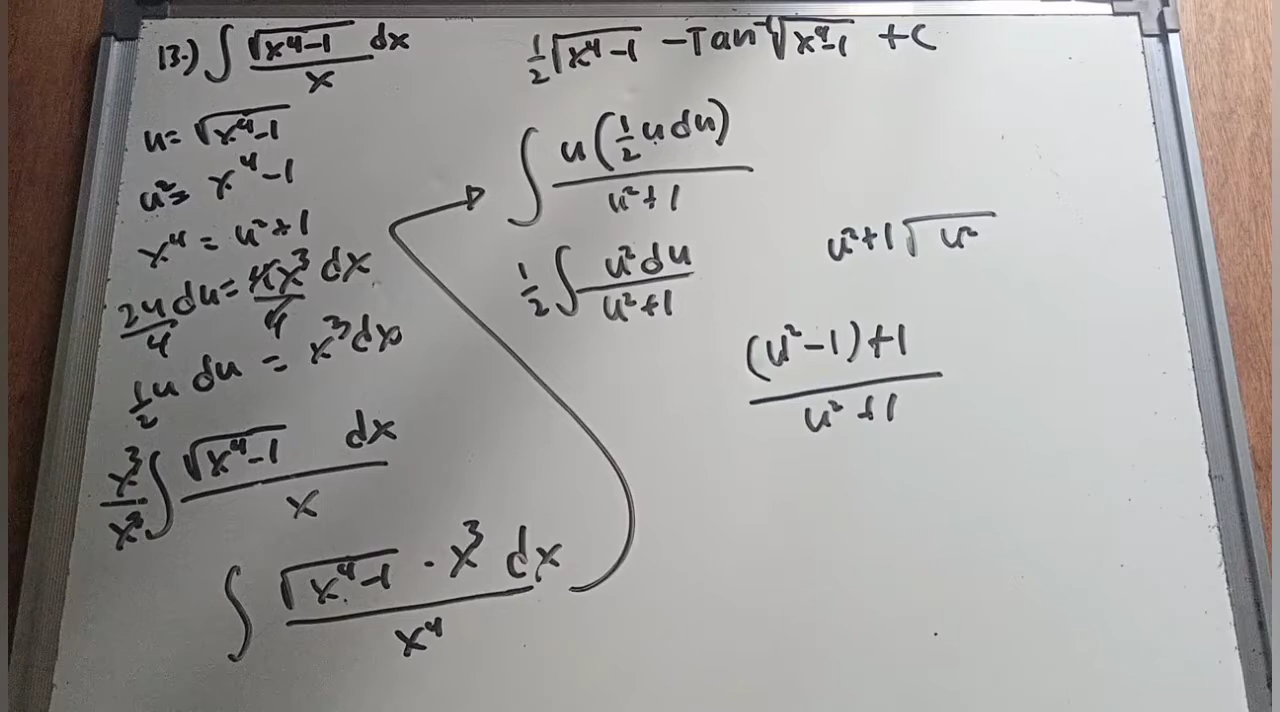 13.) ∫ √(x⁴-1) / x dx
u = √(x⁴-1)
u² = x⁴-1
x⁴ = u²+1
2u du / 4 = 4x³ dx / 4
1/2 u du = x³ dx
x³/x³ ∫ √(x⁴-1) dx / x
∫ √(x⁴-1) · x³ dx / x⁴
1/2 √(x⁴-1) - Tan⁻¹ √(x⁴-1) + C
∫ u(1/2 u du) / u²+1
1/2 ∫ u² du / u²+1
u²+1 √ u²
(u²-1)+1 / u²+1